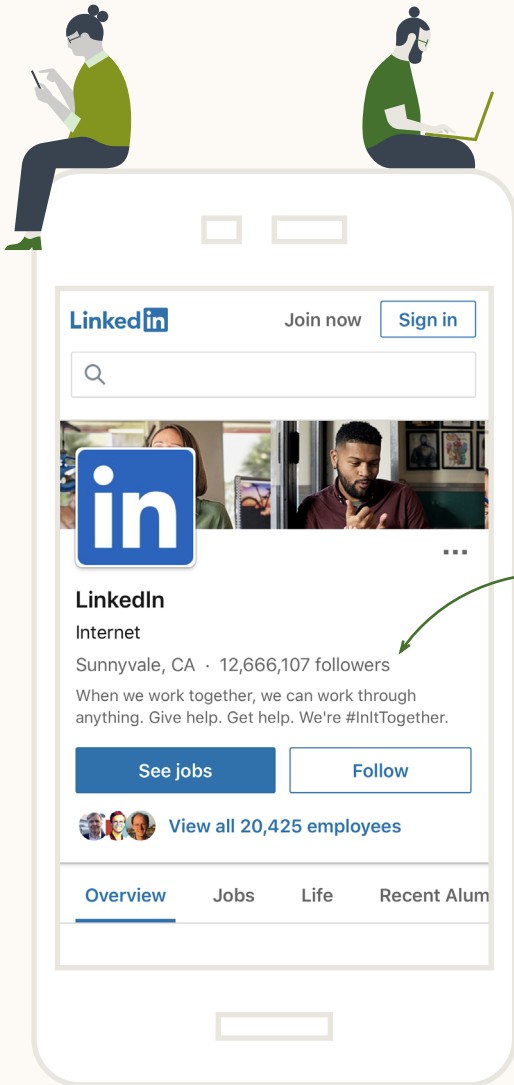 Linked in
Join now
Sign in
in
LinkedIn
Internet
Sunnyvale, CA · 12,666,107 followers
When we work together, we can work through
anything. Give help. Get help. We're #InItTogether.
See jobs
Follow
View all 20,425 employees
Overview
Jobs
Life
Recent Alum